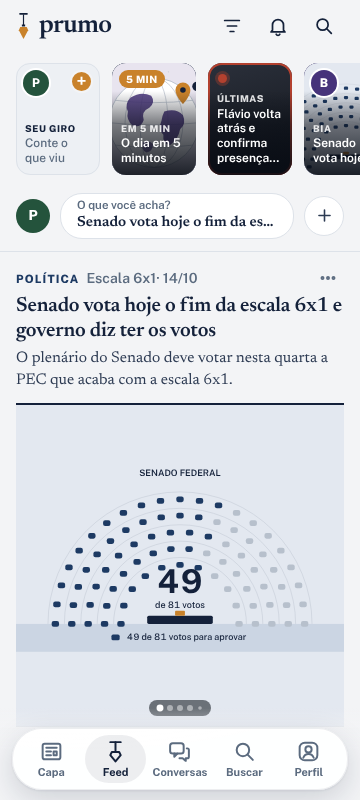 prumo
P
SEU GIRO
Conte o
que viu
5 MIN
EM 5 MIN
O dia em 5
minutos
ÚLTIMAS
Flávio volta
atrás e
confirma
presença...
B
BIA
Senado
vota hoje
P
O que você acha?
Senado vota hoje o fim da es...
POLÍTICA Escala 6x1· 14/10
Senado vota hoje o fim da escala 6x1 e
governo diz ter os votos
O plenário do Senado deve votar nesta quarta a
PEC que acaba com a escala 6x1.
SENADO FEDERAL
49
de 81 votos
49 de 81 votos para aprovar
Capa
Feed
Conversas
Buscar
Perfil